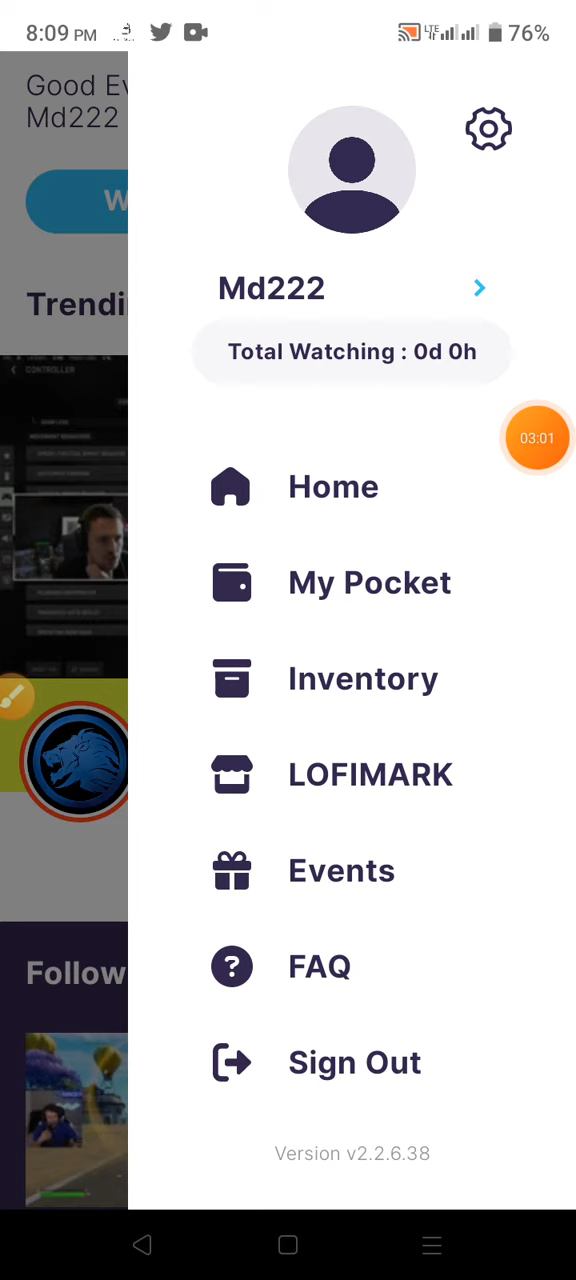 8:09 PM
LTE
76%
Good Ev
Md222
W
Trendi
CONTROLLER
Md222
Total Watching : 0d 0h
03:01
Home
My Pocket
Inventory
LOFIMARK
Events
FAQ
Follow
Sign Out
Version v2.2.6.38